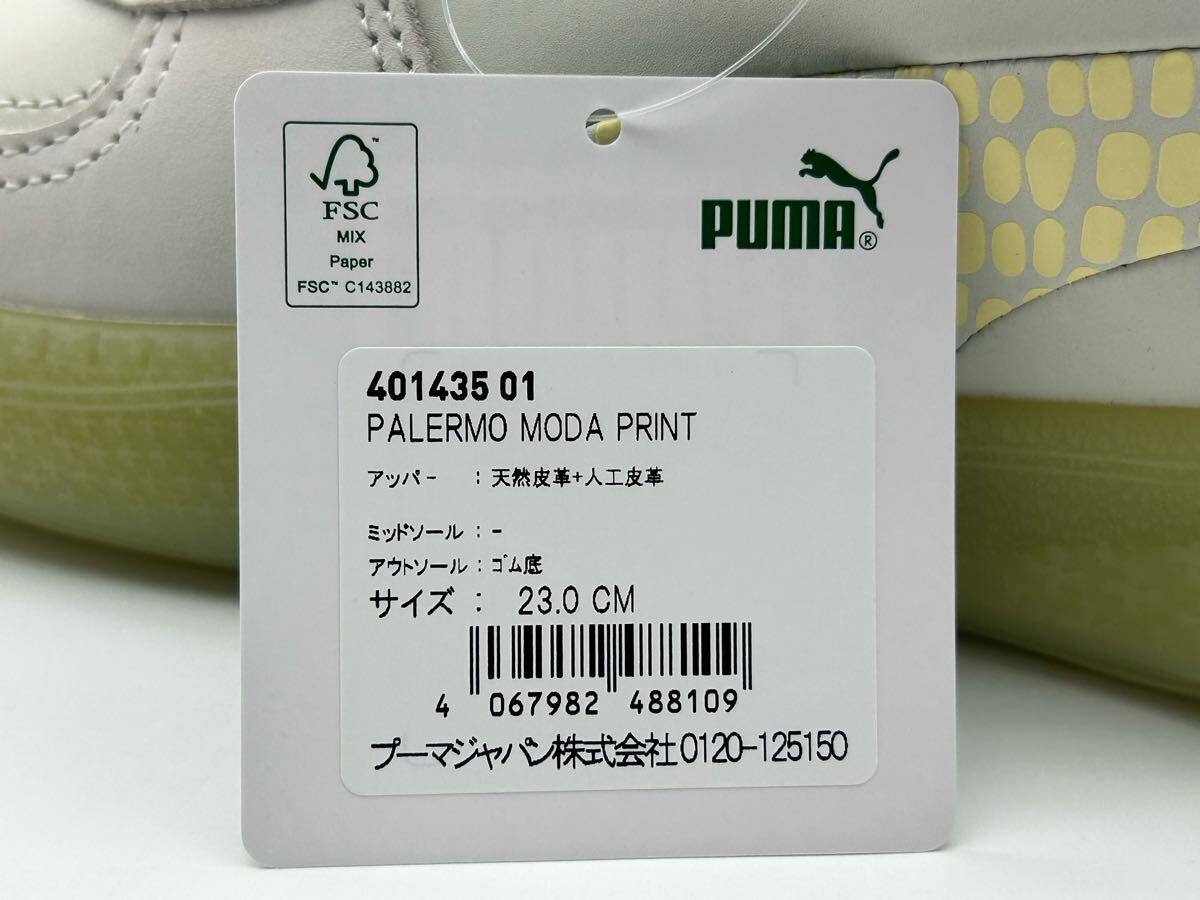 FSC
MIX
Paper
FSC™ C143882
PUMA®
401435 01
PALERMO MODA PRINT
アッパー : 天然皮革+人工皮革
ミッドソール : -
アウトソール : ゴム底
サイズ : 23.0 CM
4 067982 488109
プーマジャパン株式会社0120-125150